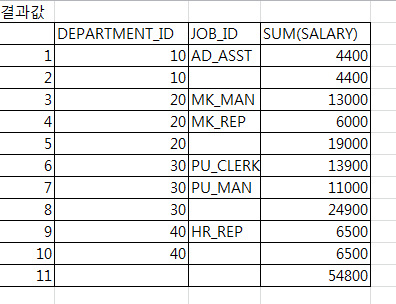 결과값
DEPARTMENT_ID JOB_ID SUM(SALARY)
1 10 AD_ASST 4400
2 10 4400
3 20 MK_MAN 13000
4 20 MK_REP 6000
5 20 19000
6 30 PU_CLERK 13900
7 30 PU_MAN 11000
8 30 24900
9 40 HR_REP 6500
10 40 6500
11 54800